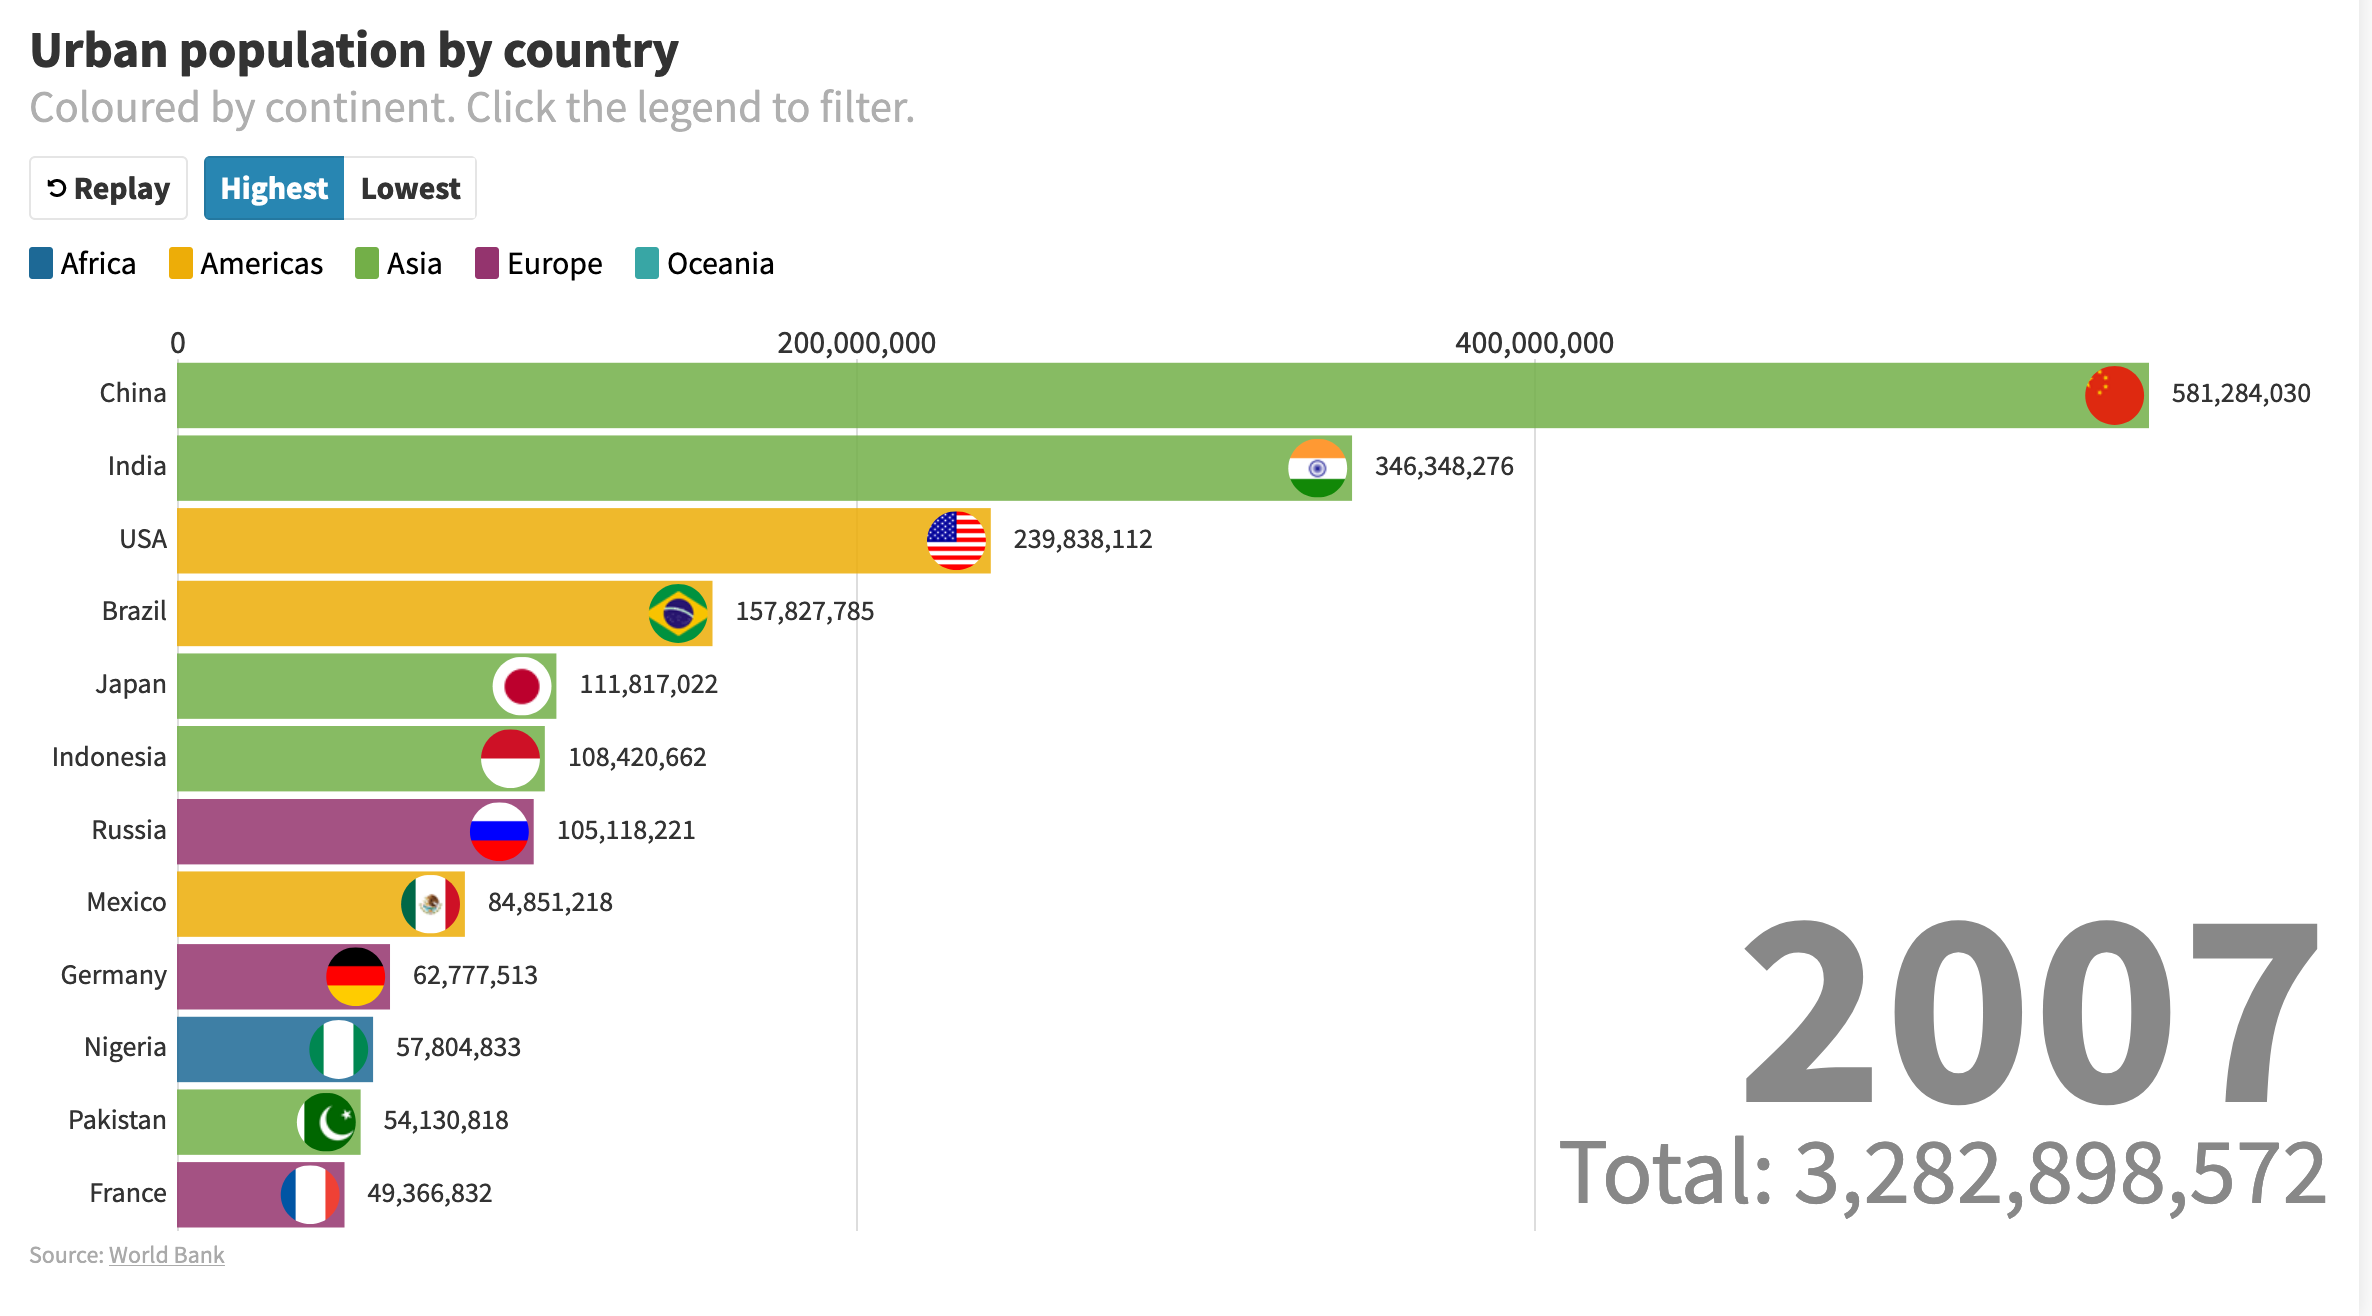 Urban population by country
Coloured by continent. Click the legend to filter.
Replay Highest Lowest
Africa Americas Asia Europe Oceania
0 200,000,000 400,000,000
China 581,284,030
India 346,348,276
USA 239,838,112
Brazil 157,827,785
Japan 111,817,022
Indonesia 108,420,662
Russia 105,118,221
Mexico 84,851,218
Germany 62,777,513
Nigeria 57,804,833
Pakistan 54,130,818
France 49,366,832
2007
Total: 3,282,898,572
Source: World Bank